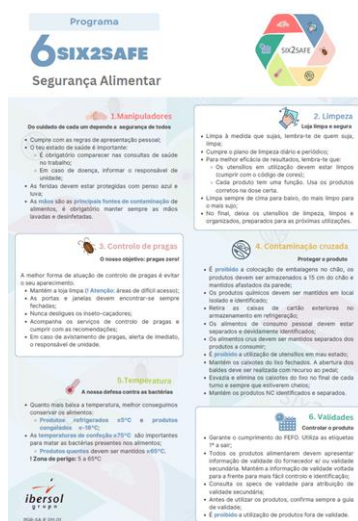 Programa
6SIX2SAFE
Segurança Alimentar
SIX2SAFE
1.Manipuladores
Do cuidado de cada um depende a segurança de todos
Cumpre com as regras de apresentação pessoal;
O teu estado de saúde é importante:
É obrigatório comparecer nas consultas de saúde
no trabalho;
Em caso de doença, informar o responsável de
unidade;
As feridas devem estar protegidas com penso azul e
luva;
As mãos são as principais fontes de contaminação de
alimentos, é obrigatório manter sempre as mãos
lavadas e desinfetadas.
2. Limpeza
Loja limpa e segura
Limpa à medida que sujas, lembra-te de quem suja,
limpa;
Cumpre o plano de limpeza diário e periódico;
Para melhor eficácia de resultados, lembra-te que:
Os utensílios em utilização devem estar limpos
(cumprir com o código de cores);
Cada produto tem uma função. Usa os produtos
corretos na dose certa.
Limpa sempre de cima para baixo, do mais limpo para
o mais sujo;
No final, deixa os utensílios de limpeza, limpos e
organizados, preparados para as próximas utilizações.
3. Controlo de pragas
O nosso objetivo: pragas zero!
A melhor forma de atuação de controlo de pragas é evitar
o seu aparecimento.
Mantém a loja limpa (! Atenção: áreas de difícil acesso);
As portas e janelas devem encontrar-se sempre
fechadas;
Nunca desligues os inseto-caçadores;
Acompanha os serviços de controlo de pragas e
cumprir com as recomendações;
Em caso de avistamento de pragas, alerta de imediato,
o responsável de unidade.
4. Contaminação cruzada
Proteger o produto
É proibido a colocação de embalagens no chão, os
produtos devem ser armazenados a 15 cm do chão e
mantidos afastados da parede;
Os produtos químicos devem ser mantidos em local
isolado e identificado;
Retira as caixas de cartão exteriores no
armazenamento em refrigeração;
Os alimentos de consumo pessoal devem estar
separados e devidamente identificados;
Os alimentos crus devem ser mantidos separados dos
produtos a consumir;
É proibido a utilização de utensílios em mau estado;
Mantém os caixotes do lixo fechados. A abertura dos
baldes deve ser realizada com recurso ao pedal;
Esvazia e elimina os caixotes do lixo no final de cada
turno e sempre que estiverem cheios;
Mantém os produtos NC identificados e separados.
5.Temperatura
A nossa defesa contra as bactérias
Quanto mais baixa a temperatura, melhor conseguimos
conservar os alimentos:
Produtos refrigerados ≤5ºC e produtos
congelados ≤-18ºC;
As temperaturas de confeção ≥75ºC são importantes
para matar as bactérias presentes nos alimentos;
Produtos quentes devem ser mantidos ≥65ºC.
! Zona de perigo: 5 a 65ºC
6. Validades
Controlar o produto
Garante o cumprimento do FEFO. Utiliza as etiquetas
1º a sair;
Todos os produtos alimentarem devem apresentar
informação de validade do fornecedor e/ ou validade
secundária. Mantém a informação de validade voltada
para a frente para mais fácil controlo e identificação;
Consulta os specs de validade para atribuição de
validade secundária;
Antes de utilizar os produtos, confirma sempre a guia
de validade;
É proibido a utilização de produtos fora de validade.
ibersol
grupo